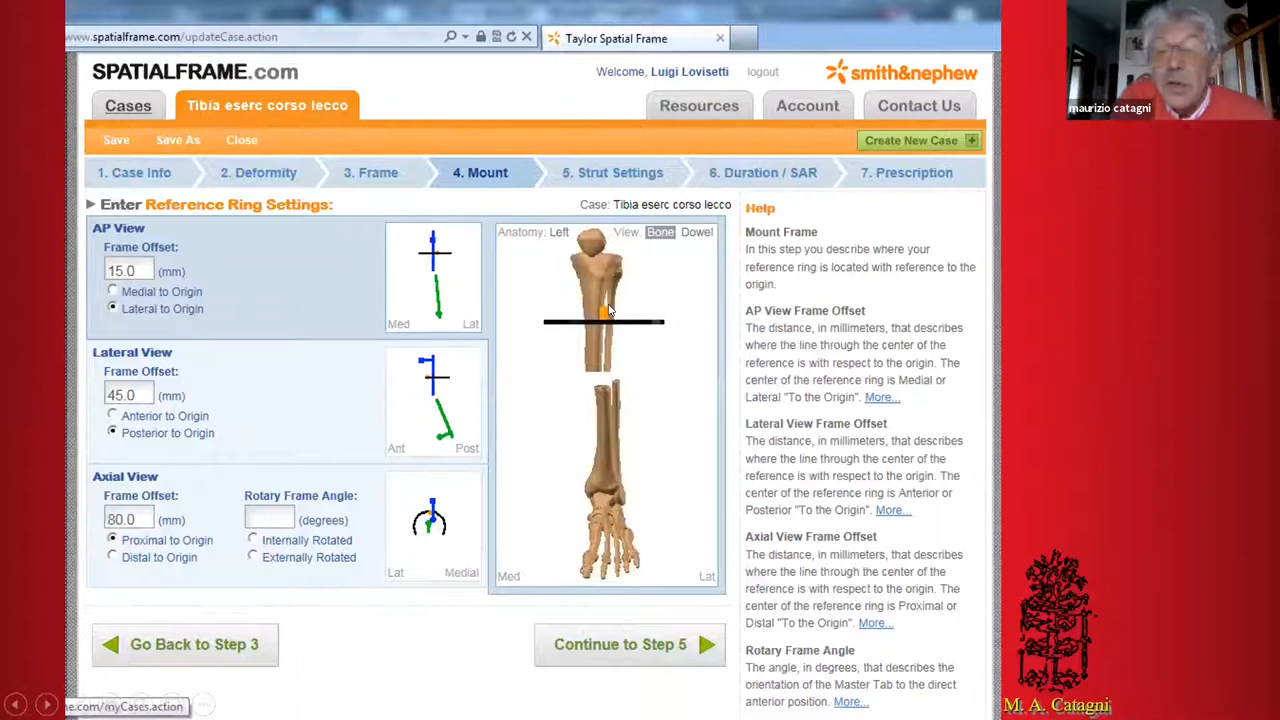 www.spatialframe.com/updateCase.action
Taylor Spatial Frame
SPATIALFRAME.com
Welcome, Luigi Lovisetti logout
smith&nephew
Cases
Tibia eserc corso lecco
Resources
Account
Contact Us
Save
Save As
Close
Create New Case
1. Case Info
2. Deformity
3. Frame
4. Mount
5. Strut Settings
6. Duration / SAR
7. Prescription
Enter Reference Ring Settings:
Case: Tibia eserc corso lecco
AP View
Frame Offset:
15.0 (mm)
Medial to Origin
Lateral to Origin
Med Lat
Lateral View
Frame Offset:
45.0 (mm)
Anterior to Origin
Posterior to Origin
Ant Post
Axial View
Frame Offset: Rotary Frame Angle:
80.0 (mm) (degrees)
Proximal to Origin Internally Rotated
Distal to Origin Externally Rotated
Lat Medial
Anatomy: Left View: Bone Dowel
Med Lat
Go Back to Step 3
Continue to Step 5
Help
Mount Frame
In this step you describe where your
reference ring is located with reference to the
origin.
AP View Frame Offset
The distance, in millimeters, that describes
where the line through the center of the
reference is with respect to the origin. The
center of the reference ring is Medial or
Lateral "To the Origin". More...
Lateral View Frame Offset
The distance, in millimeters, that describes
where the line through the center of the
reference is with respect to the origin. The
center of the reference ring is Anterior or
Posterior "To the Origin". More...
Axial View Frame Offset
The distance, in millimeters, that describes
where the line through the center of the
reference is with respect to the origin. The
center of the reference ring is Proximal or
Distal "To the Origin". More...
Rotary Frame Angle
The angle, in degrees, that describes the
orientation of the Master Tab to the direct
anterior position. More...
me.com/myCases.action
maurizio catagni
M. A. Catagni